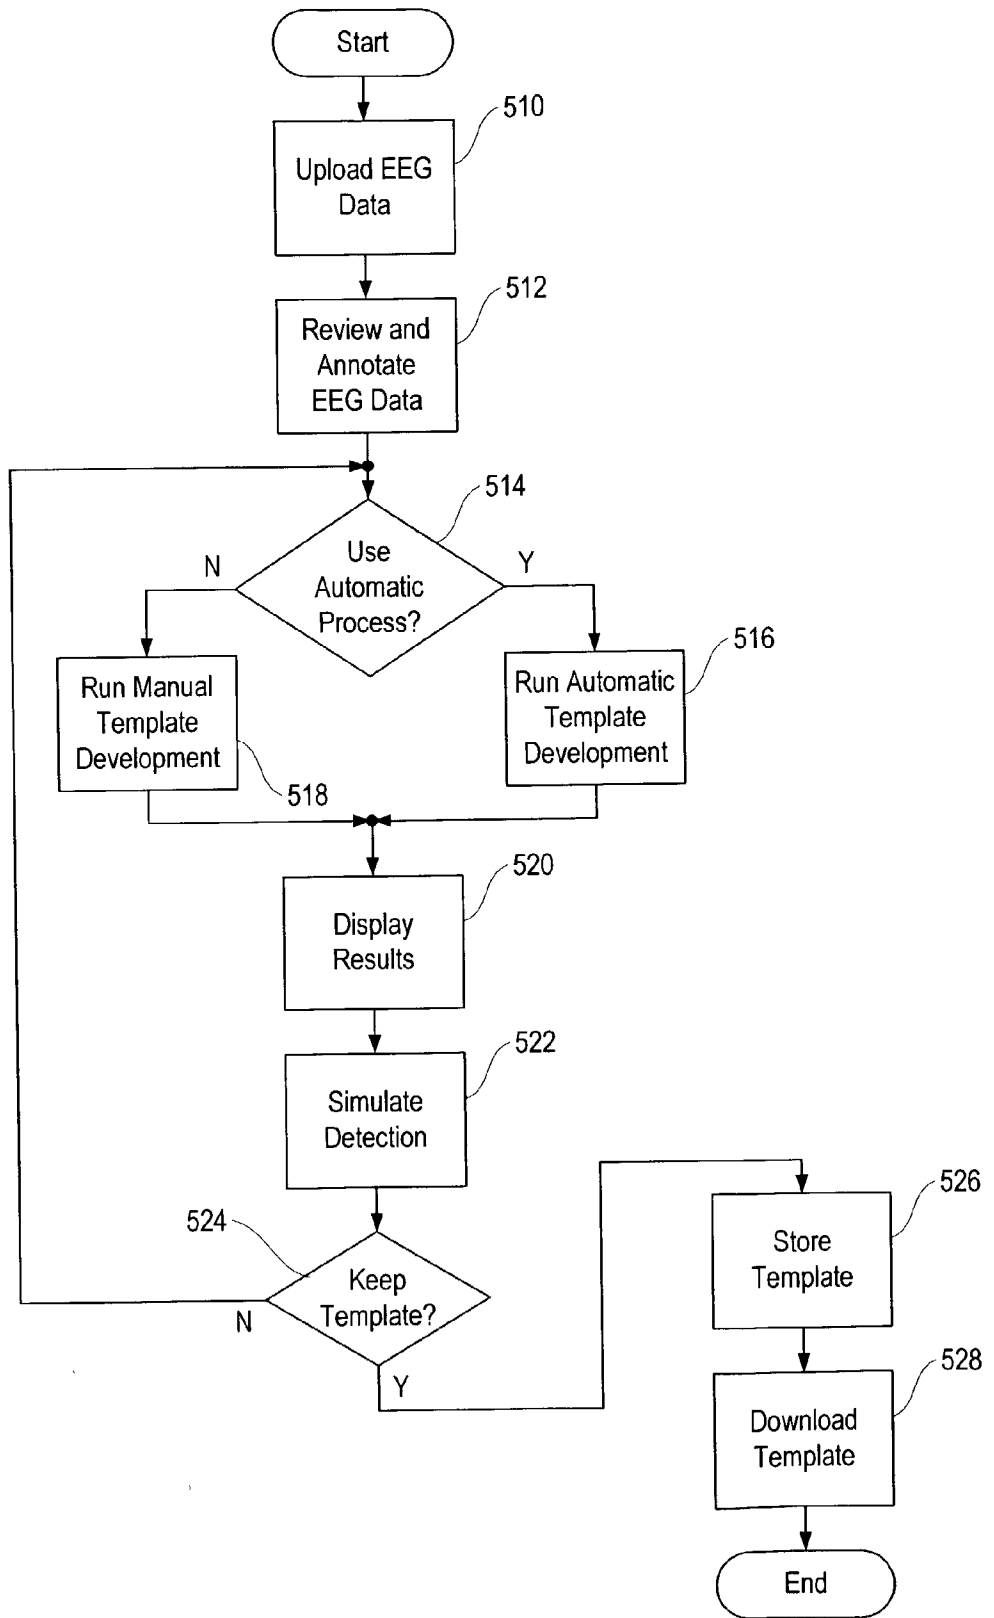 Start
510
Upload EEG
Data
512
Review and
Annotate
EEG Data
514
Use
Automatic
Process?
N
Y
516
Run Manual
Template
Development
518
Run Automatic
Template
Development
520
Display
Results
522
Simulate
Detection
524
Keep
Template?
N
Y
526
Store
Template
528
Download
Template
End